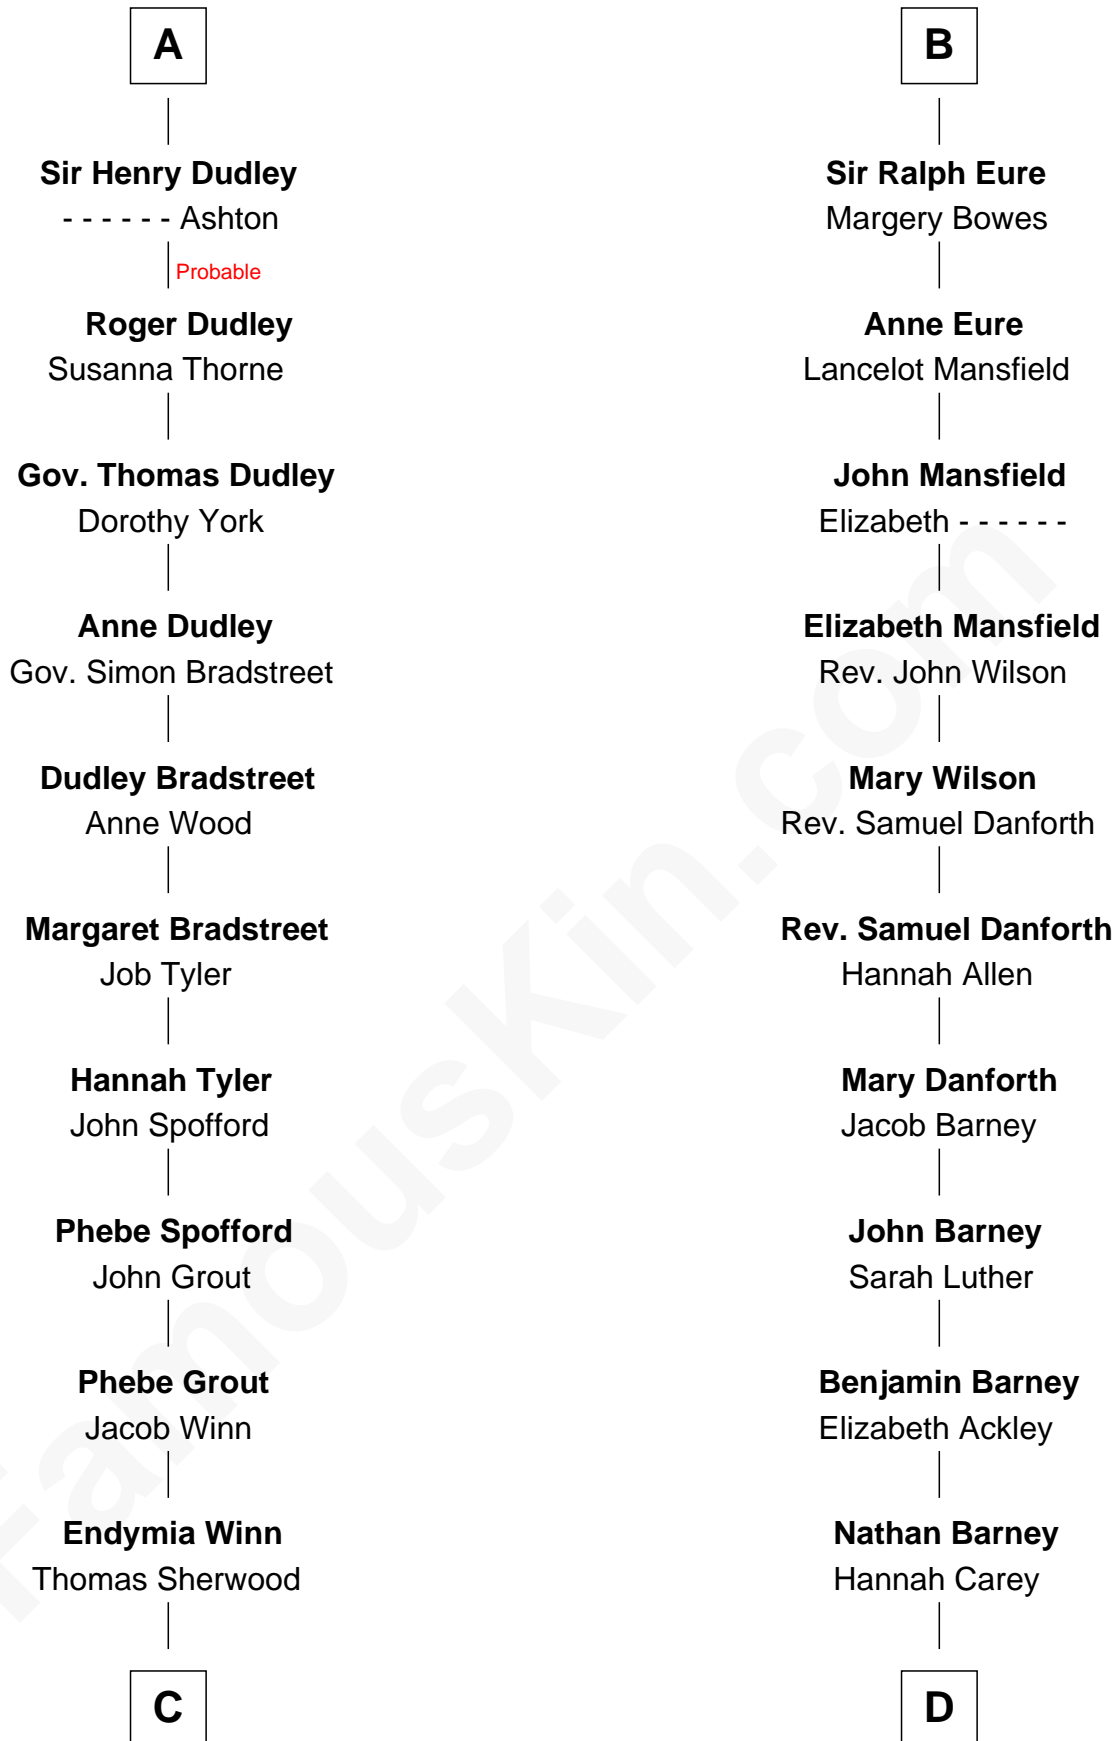 A
Sir Henry Dudley
- - - - - - Ashton
Probable
Roger Dudley
Susanna Thorne
Gov. Thomas Dudley
Dorothy York
Anne Dudley
Gov. Simon Bradstreet
Dudley Bradstreet
Anne Wood
Margaret Bradstreet
Job Tyler
Hannah Tyler
John Spofford
Phebe Spofford
John Grout
Phebe Grout
Jacob Winn
Endymia Winn
Thomas Sherwood
C
B
Sir Ralph Eure
Margery Bowes
Anne Eure
Lancelot Mansfield
John Mansfield
Elizabeth - - - - - -
Elizabeth Mansfield
Rev. John Wilson
Mary Wilson
Rev. Samuel Danforth
Rev. Samuel Danforth
Hannah Allen
Mary Danforth
Jacob Barney
John Barney
Sarah Luther
Benjamin Barney
Elizabeth Ackley
Nathan Barney
Hannah Carey
D
FamousKin.com